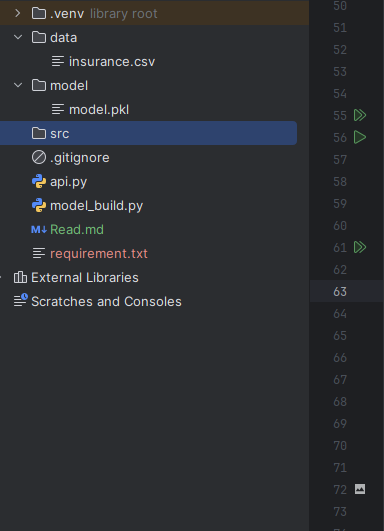 .venv library root
data
insurance.csv
model
model.pkl
src
.gitignore
api.py
model_build.py
M↓ Read.md
requirement.txt
External Libraries
Scratches and Consoles
50
51
52
53
54
55
56
57
58
59
60
61
62
63
64
65
66
67
68
69
70
71
72
73